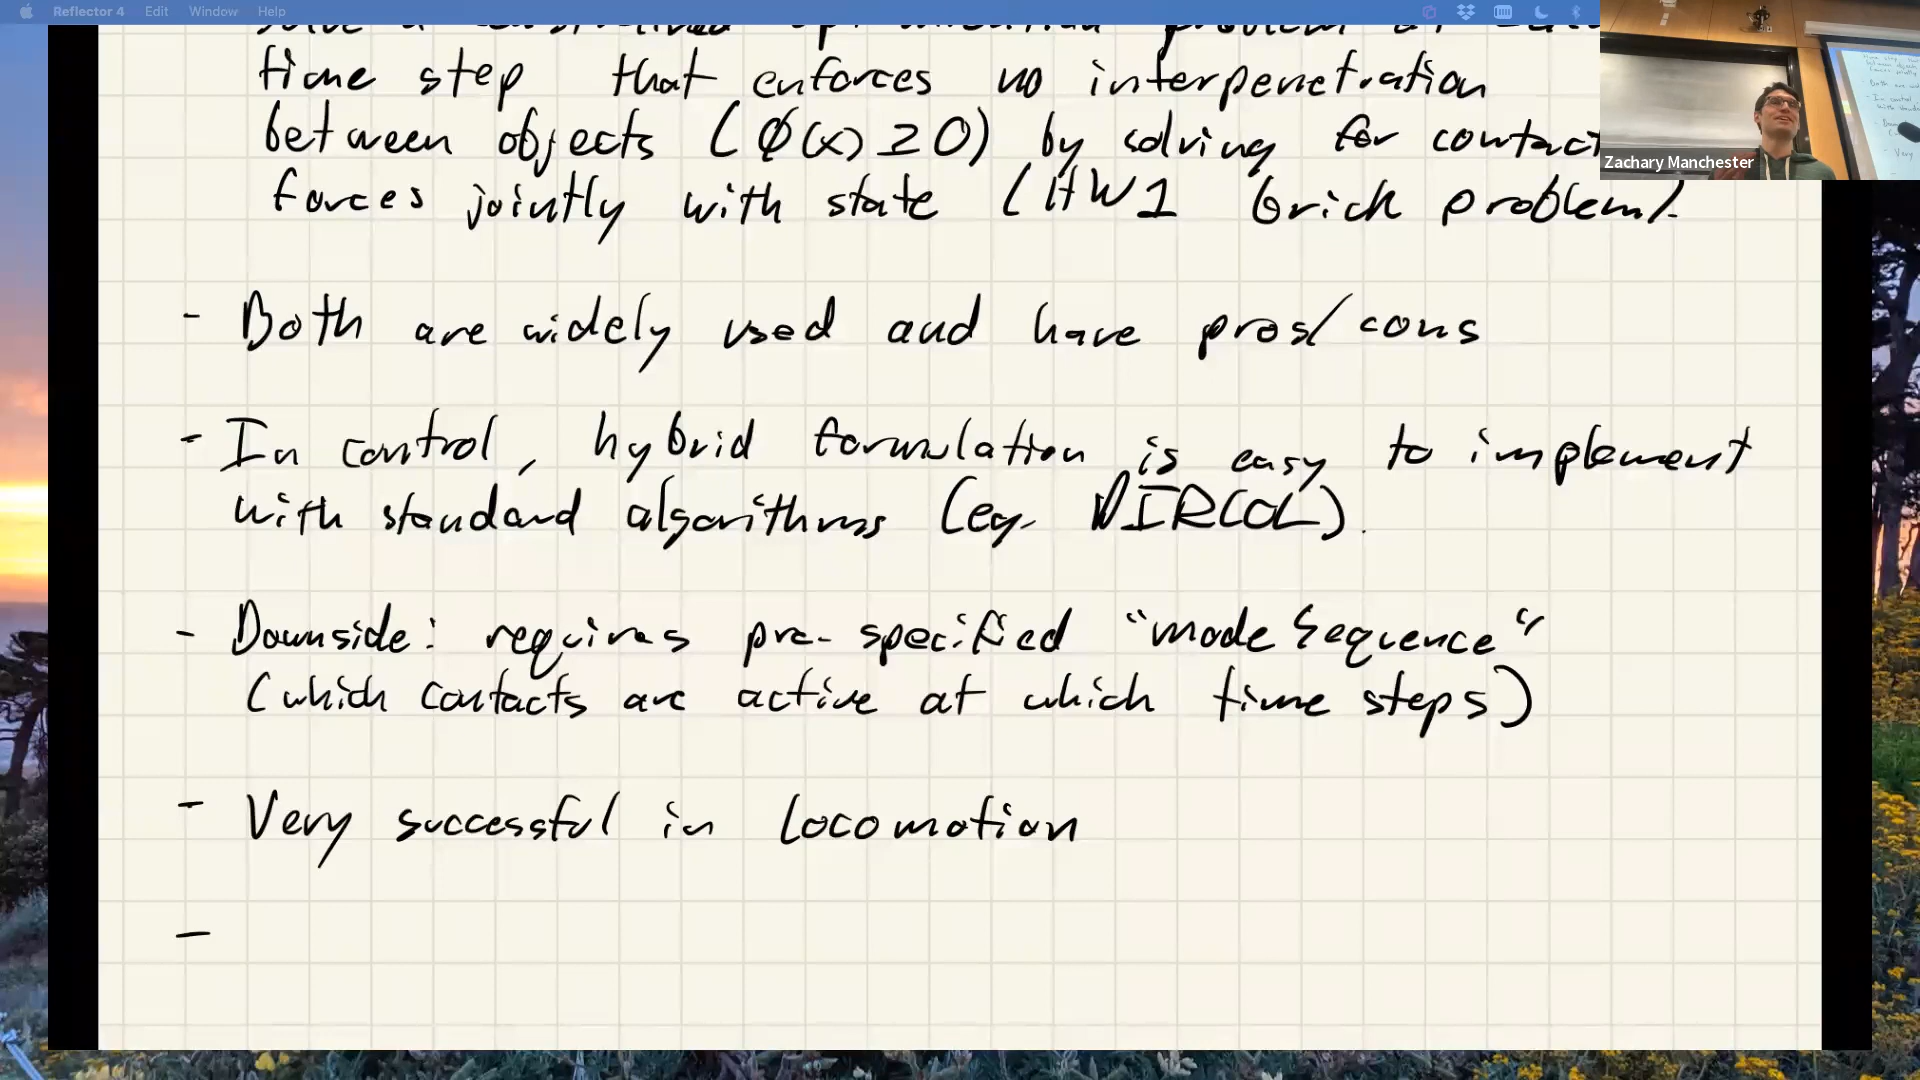 Reflector 4 Edit Window Help
time step that enforces no interpenetration
between objects (ϕ(x) ≥ 0) by solving for contact
forces jointly with state (HW1 brick problem).
- Both are widely used and have pros/cons
- In control, hybrid formulation is easy to implement
with standard algorithms (eg. DIRCOL).
- Downside: requires pre-specified "mode sequence"
(which contacts are active at which time steps)
- Very successful in locomotion
-
Zachary Manchester